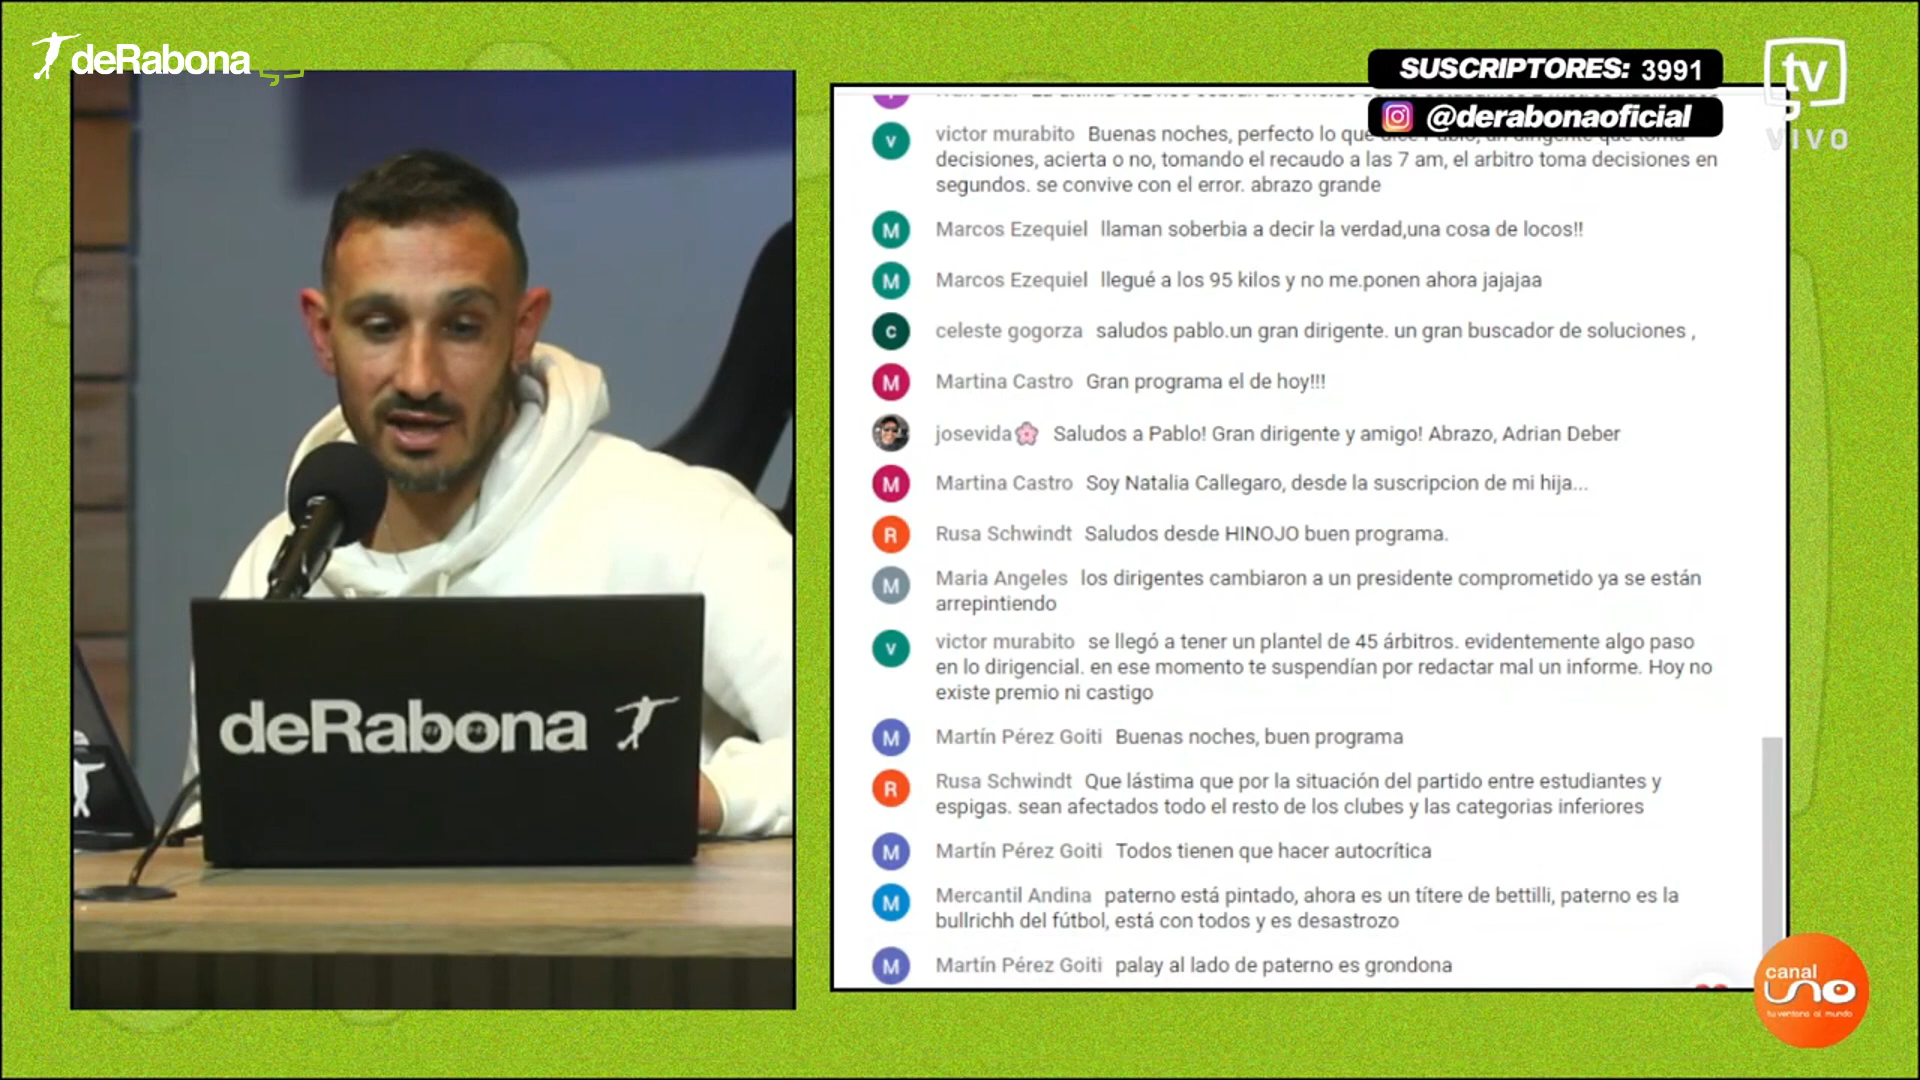 deRabona
SUSCRIPTORES: 3991
@derabonaoficial
tv
VIVO
victor murabito Buenas noches, perfecto lo que
decisiones, acierta o no, tomando el recaudo a las 7 am, el arbitro toma decisiones en
segundos. se convive con el error. abrazo grande
Marcos Ezequiel llaman soberbia a decir la verdad,una cosa de locos!!
Marcos Ezequiel llegué a los 95 kilos y no me.ponen ahora jajajaa
celeste gogorza saludos pablo.un gran dirigente. un gran buscador de soluciones ,
Martina Castro Gran programa el de hoy!!!
josevida🌸 Saludos a Pablo! Gran dirigente y amigo! Abrazo, Adrian Deber
Martina Castro Soy Natalia Callegaro, desde la suscripcion de mi hija...
Rusa Schwindt Saludos desde HINOJO buen programa.
Maria Angeles los dirigentes cambiaron a un presidente comprometido ya se están
arrepintiendo
victor murabito se llegó a tener un plantel de 45 árbitros. evidentemente algo paso
en lo dirigencial. en ese momento te suspendían por redactar mal un informe. Hoy no
existe premio ni castigo
Martín Pérez Goiti Buenas noches, buen programa
Rusa Schwindt Que lástima que por la situación del partido entre estudiantes y
espigas. sean afectados todo el resto de los clubes y las categorias inferiores
Martín Pérez Goiti Todos tienen que hacer autocrítica
Mercantil Andina paterno está pintado, ahora es un títere de bettilli, paterno es la
bullrichh del fútbol, está con todos y es desastrozo
Martín Pérez Goiti palay al lado de paterno es grondona
deRabona
canal
uno
tu ventana al mundo